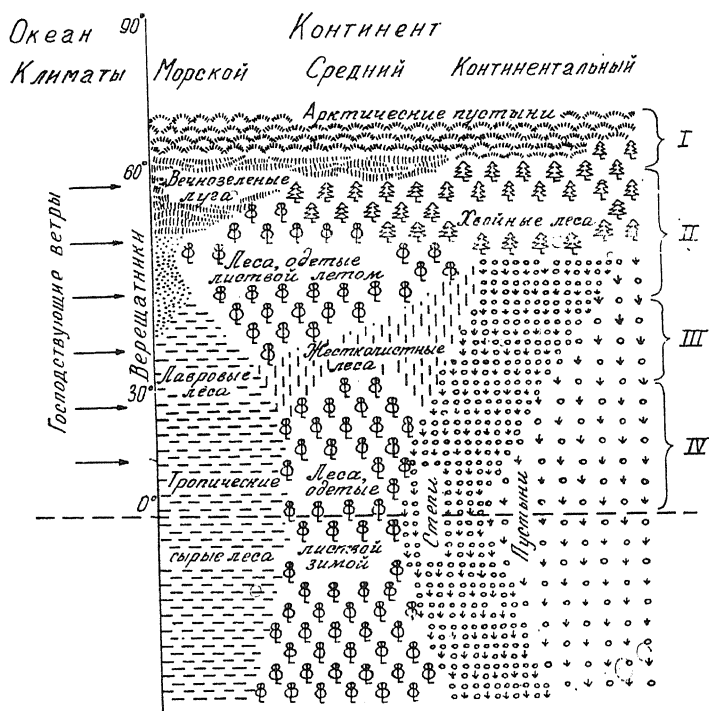 Океан
90°
Континент
Климаты
Морской
Средний
Континентальный
Арктические пустыни
I
60°
Вечнозеленые
луга
Хвойные леса
II
Леса, одетые
листвой летом
Господствующие ветры
Верещатники
Жестколистные
леса
III
Лавровые
леса
30°
IV
Тропические
Леса,
одетые
0°
Степи
Пустыни
сырые леса
листвой
зимой